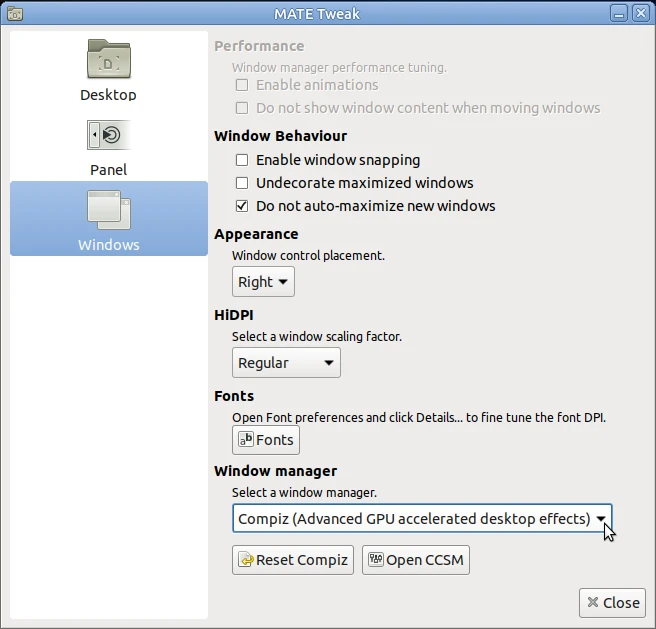 MATE Tweak
Desktop
Panel
Windows
Performance
Window manager performance tuning.
Enable animations
Do not show window content when moving windows
Window Behaviour
Enable window snapping
Undecorate maximized windows
Do not auto-maximize new windows
Appearance
Window control placement.
Right
HiDPI
Select a window scaling factor.
Regular
Fonts
Open Font preferences and click Details... to fine tune the font DPI.
Fonts
Window manager
Select a window manager.
Compiz (Advanced GPU accelerated desktop effects)
Reset Compiz Open CCSM
Close